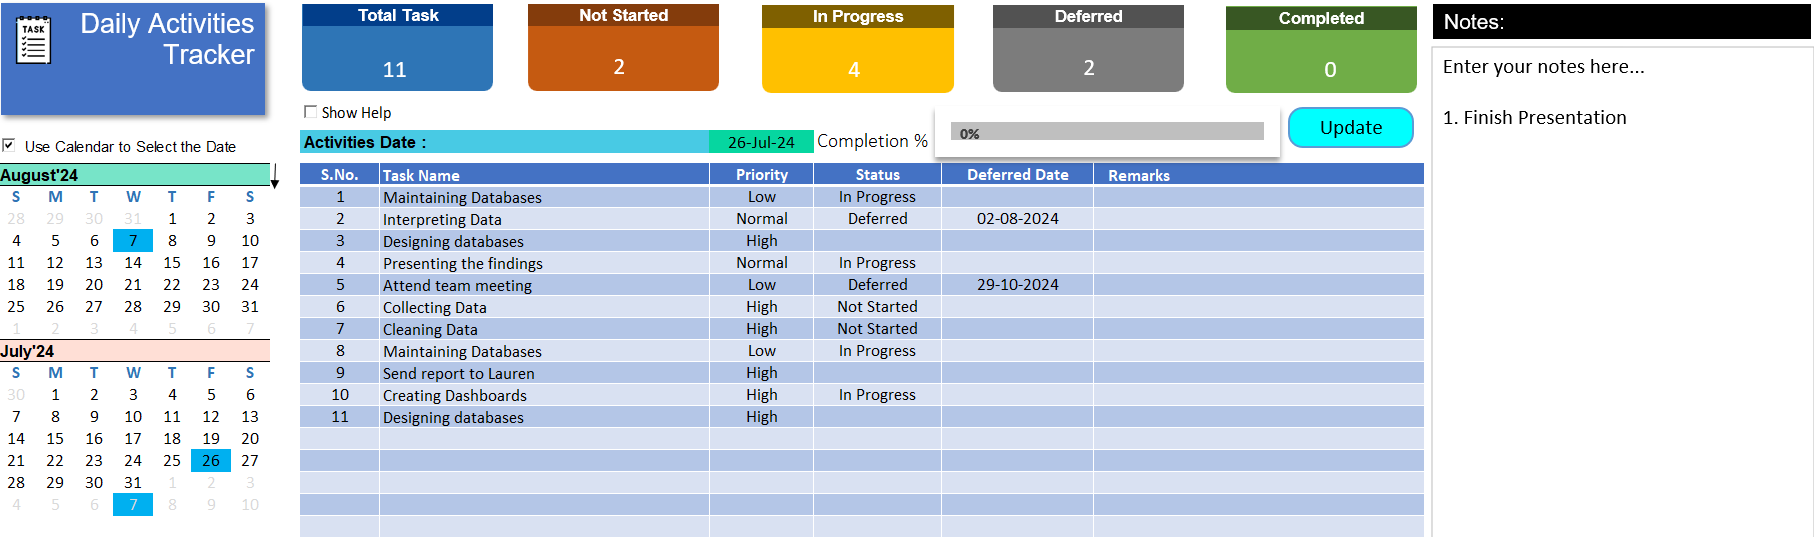 TASK
Daily Activities
Tracker
Total Task
11
Not Started
2
In Progress
4
Deferred
2
Completed
0
Notes:
Enter your notes here...
1. Finish Presentation
Show Help
Activities Date :
26-Jul-24
Completion %
0%
Update
Use Calendar to Select the Date
August'24
S M T W T F S
28 29 30 31 1 2 3
4 5 6 7 8 9 10
11 12 13 14 15 16 17
18 19 20 21 22 23 24
25 26 27 28 29 30 31
1 2 3 4 5 6 7
July'24
S M T W T F S
30 1 2 3 4 5 6
7 8 9 10 11 12 13
14 15 16 17 18 19 20
21 22 23 24 25 26 27
28 29 30 31 1 2 3
4 5 6 7 8 9 10
S.No. Task Name Priority Status Deferred Date Remarks
1 Maintaining Databases Low In Progress
2 Interpreting Data Normal Deferred 02-08-2024
3 Designing databases High
4 Presenting the findings Normal In Progress
5 Attend team meeting Low Deferred 29-10-2024
6 Collecting Data High Not Started
7 Cleaning Data High Not Started
8 Maintaining Databases Low In Progress
9 Send report to Lauren High
10 Creating Dashboards High In Progress
11 Designing databases High